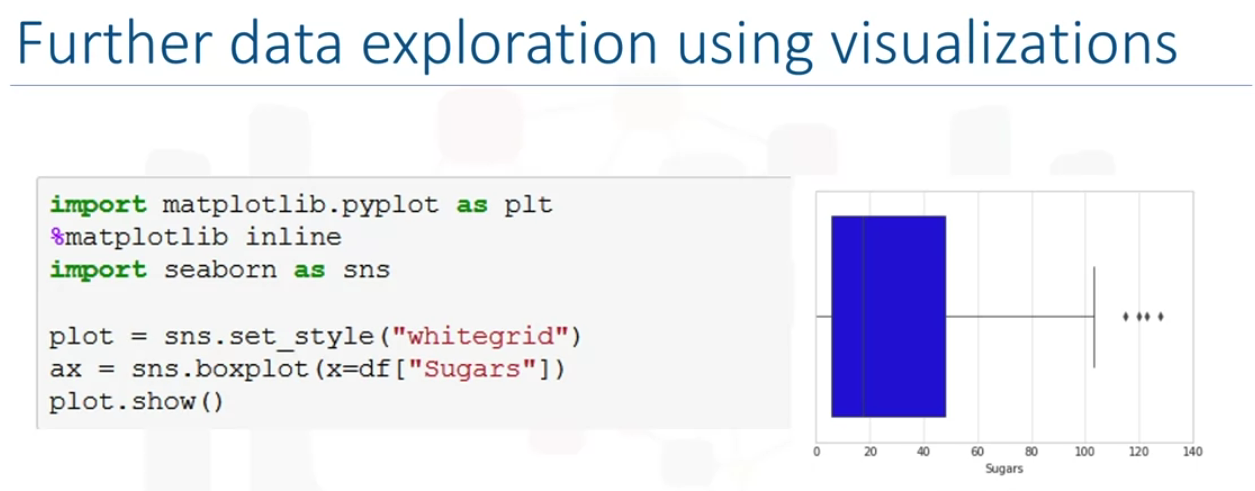 Further data exploration using visualizations
import matplotlib.pyplot as plt
%matplotlib inline
import seaborn as sns
plot = sns.set_style("whitegrid")
ax = sns.boxplot(x=df["Sugars"])
plot.show()
0 20 40 60 80 100 120 140
Sugars